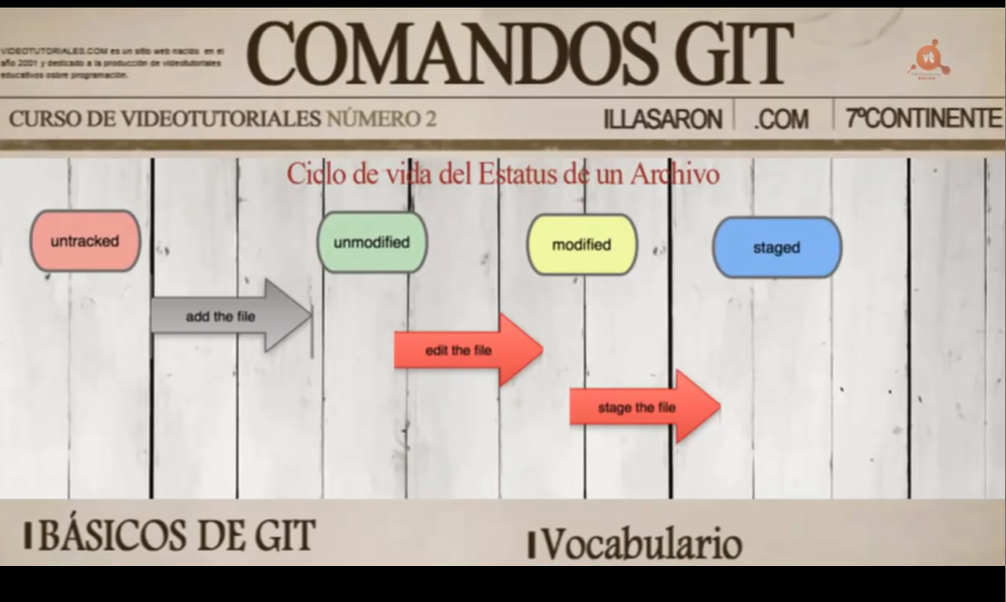 VIDEOTUTORIALES.COM es un sitio web nacido en el
año 2001 y dedicado a la producción de videotutoriales
educativos osbre programación.
COMANDOS GIT
vt
CURSO DE VIDEOTUTORIALES NÚMERO 2
ILLASARON
.COM
7ºCONTINENTE
Ciclo de vida del Estatus de un Archivo
untracked
unmodified
modified
staged
add the file
edit the file
stage the file
BÁSICOS DE GIT
Vocabulario